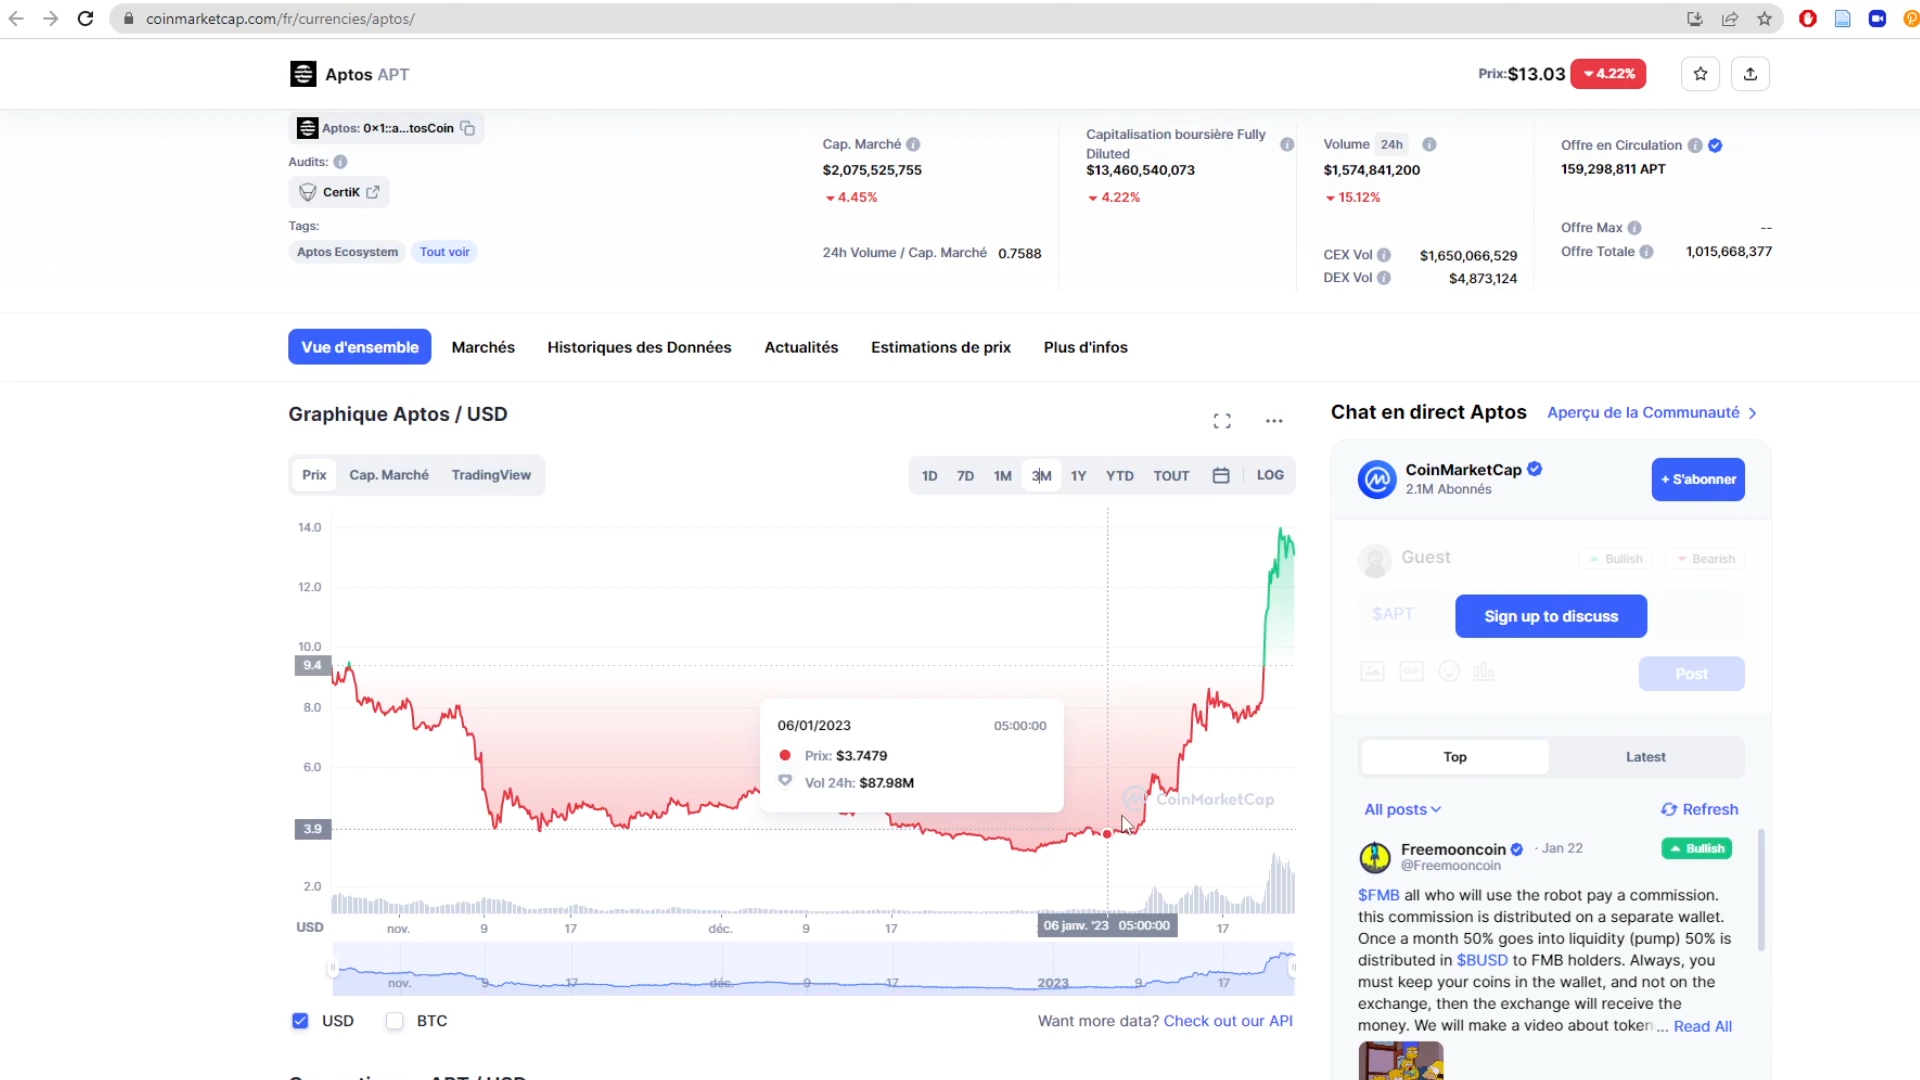 coinmarketcap.com/fr/currencies/aptos/
Aptos APT
Prix:$13.03 4.22%
Aptos: 0×1::a...tosCoin
Audits:
CertiK
Tags:
Aptos Ecosystem Tout voir
Cap. Marché
$2,075,525,755
4.45%
24h Volume / Cap. Marché 0.7588
Capitalisation boursière Fully
Diluted
$13,460,540,073
4.22%
Volume 24h
$1,574,841,200
15.12%
CEX Vol $1,650,066,529
DEX Vol $4,873,124
Offre en Circulation
159,298,811 APT
Offre Max --
Offre Totale 1,015,668,377
Vue d'ensemble Marchés Historiques des Données Actualités Estimations de prix Plus d'infos
Graphique Aptos / USD
Prix Cap. Marché TradingView
1D 7D 1M 3M 1Y YTD TOUT LOG
14.0
12.0
10.0
9.4
8.0
6.0
3.9
2.0
06/01/2023 05:00:00
Prix: $3.7479
Vol 24h: $87.98M
CoinMarketCap
USD nov. 9 17 déc. 9 17 06 janv. '23 05:00:00 17
nov. 9 17 déc. 9 17 2023 9 17
USD BTC
Want more data? Check out our API
Chat en direct Aptos Aperçu de la Communauté
CoinMarketCap
2.1M Abonnés
+ S'abonner
Guest Bullish Bearish
$APT
Sign up to discuss
GIF
Post
Top Latest
All posts Refresh
Freemooncoin · Jan 22 Bullish
@Freemooncoin
$FMB all who will use the robot pay a commission.
this commission is distributed on a separate wallet.
Once a month 50% goes into liquidity (pump) 50% is
distributed in $BUSD to FMB holders. Always, you
must keep your coins in the wallet, and not on the
exchange, then the exchange will receive the
money. We will make a video about token ... Read All